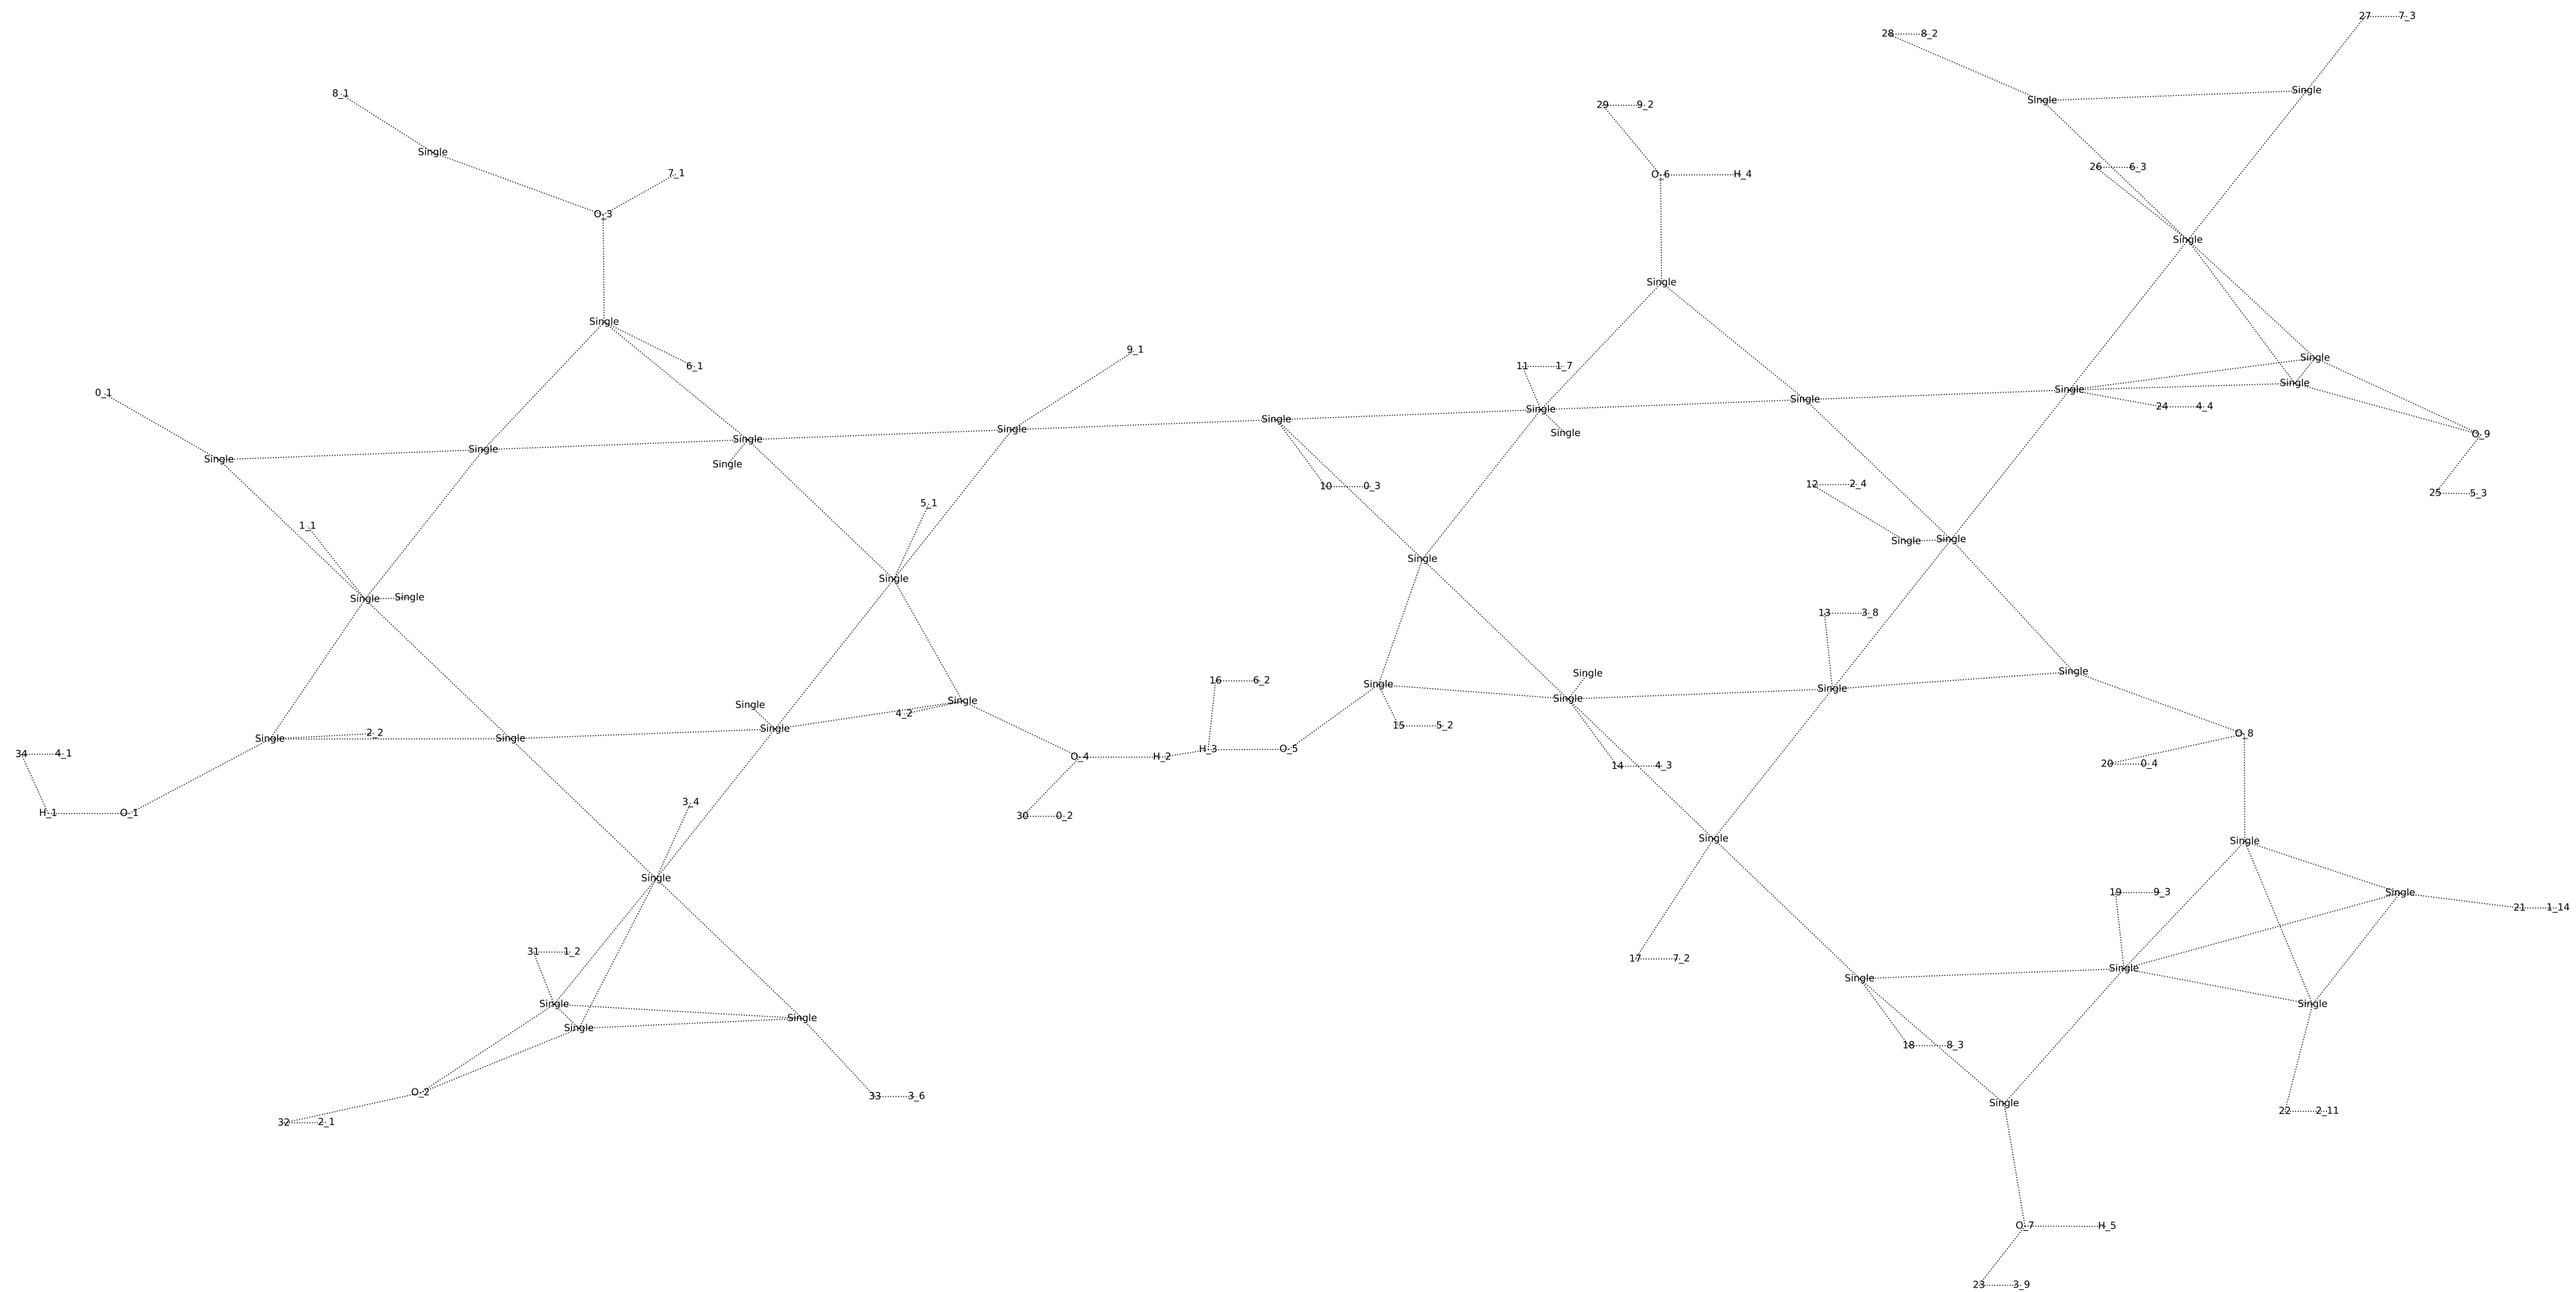 27 7_3
28 8_2
Single
8_1
Single
29 9_2
Single
26 6_3
7_1
O_6 H_4
O_3
Single
Single
Single
9_1
Single
6_1
11 1_7
Single
Single
0_1
Single
24 4_4
Single
Single
Single
Single
Single
Single
O_9
Single
Single
Single
12 2_4
10 0_3
25 5_3
5_1
1_1
Single Single
Single
Single
Single Single
13 3_8
Single
Single
16 6_2
Single
Single
Single
Single
Single
4_2
15 5_2
Single
2_2
O_8
Single
Single
H_3 O_5
34 4_1
O_4 H_2
20 0_4
14 4_3
3_4
H_1 O_1
30 0_2
Single
Single
Single
19 9_3
Single
21 1_14
31 1_2
17 7_2
Single
Single
Single
Single
Single
Single
18 8_3
O_2
33 3_6
Single
22 2_11
32 2_1
O_7 H_5
23 3_9